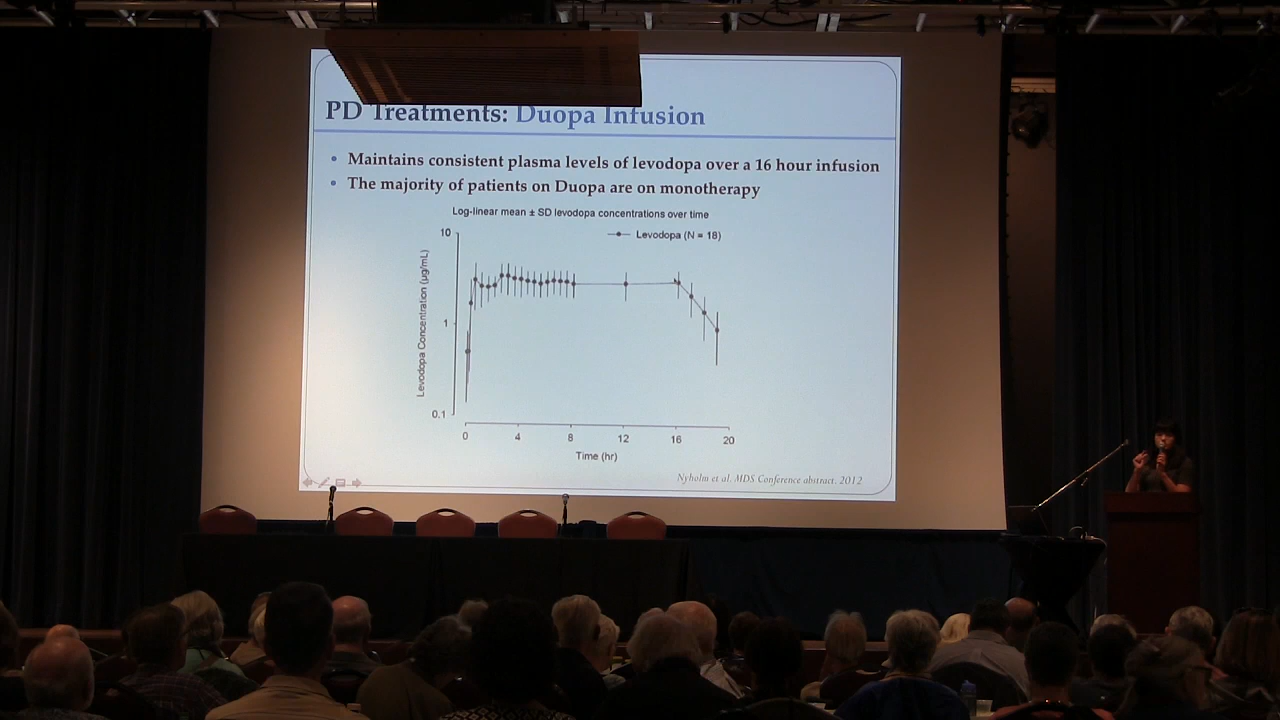 PD Treatments: Duopa Infusion
• Maintains consistent plasma levels of levodopa over a 16 hour infusion
• The majority of patients on Duopa are on monotherapy
Log-linear mean ± SD levodopa concentrations over time
Levodopa (N = 18)
Levodopa Concentration (µg/mL)
10
1
0.1
0 4 8 12 16 20
Time (hr)
Nyholm et al. MDS Conference abstract. 2012